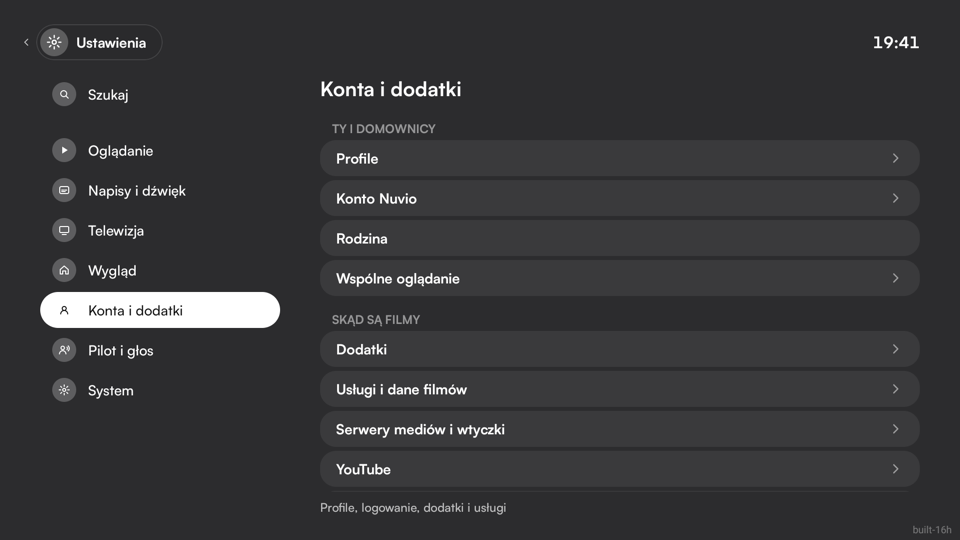 Ustawienia
19:41
Szukaj
Oglądanie
Napisy i dźwięk
Telewizja
Wygląd
Konta i dodatki
Pilot i głos
System
Konta i dodatki
TY I DOMOWNICY
Profile
Konto Nuvio
Rodzina
Wspólne oglądanie
SKĄD SĄ FILMY
Dodatki
Usługi i dane filmów
Serwery mediów i wtyczki
YouTube
Profile, logowanie, dodatki i usługi
built-16h